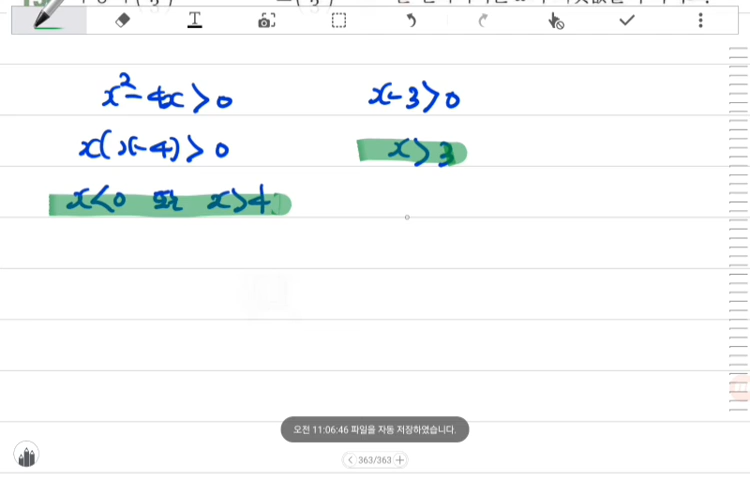 T
x² - 4x > 0
x - 3 > 0
x(x-4) > 0
x > 3
x < 0 또는 x > 4
오전 11:06:46 파일을 자동 저장하였습니다.
363/363